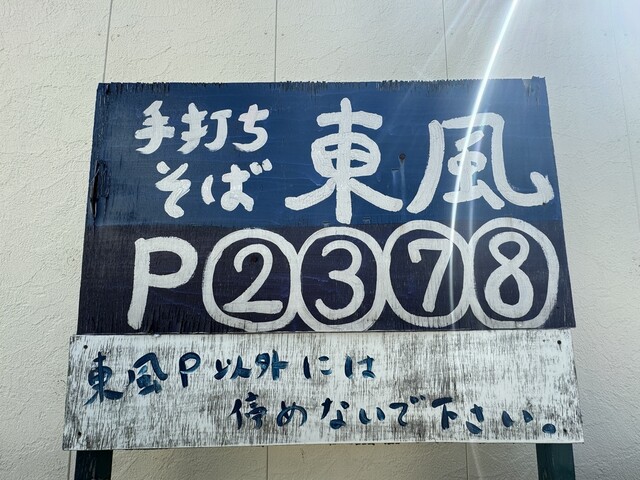 手打ち
そば
東風
P②③⑦⑧
東風P以外には
停めないで下さい。